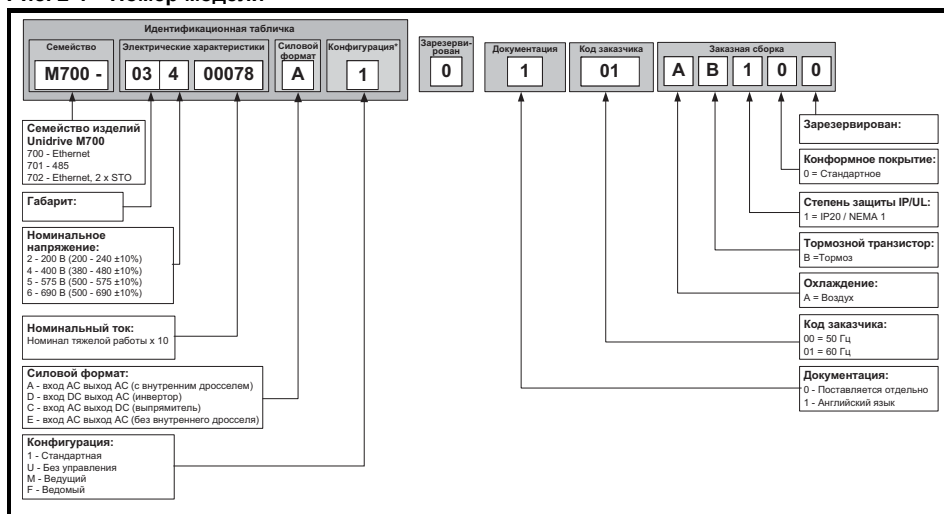 Идентификационная табличка
Семейство
Электрические характеристики
Силовой
формат
Конфигурация*
Зарезерви-
рован
Документация
Код заказчика
Заказная сборка
M700 -
03 4 00078
A
1
0
1
01
A B 1 0 0
Семейство изделий
Unidrive M700
700 - Ethernet
701 - 485
702 - Ethernet, 2 x STO
Габарит:
Номинальное
напряжение:
2 - 200 В (200 - 240 ±10%)
4 - 400 В (380 - 480 ±10%)
5 - 575 В (500 - 575 ±10%)
6 - 690 В (500 - 690 ±10%)
Номинальный ток:
Номинал тяжелой работы x 10
Силовой формат:
A - вход AC выход AC (с внутренним дросселем)
D - вход DC выход AC (инвертор)
C - вход AC выход DC (выпрямитель)
E - вход AC выход AC (без внутреннего дросселя)
Конфигурация:
1 - Стандартная
U - Без управления
M - Ведущий
F - Ведомый
Зарезервирован:
Конформное покрытие:
0 = Стандартное
Степень защиты IP/UL:
1 = IP20 / NEMA 1
Тормозной транзистор:
B =Тормоз
Охлаждение:
A = Воздух
Код заказчика:
00 = 50 Гц
01 = 60 Гц
Документация:
0 - Поставляется отдельно
1 - Английский язык